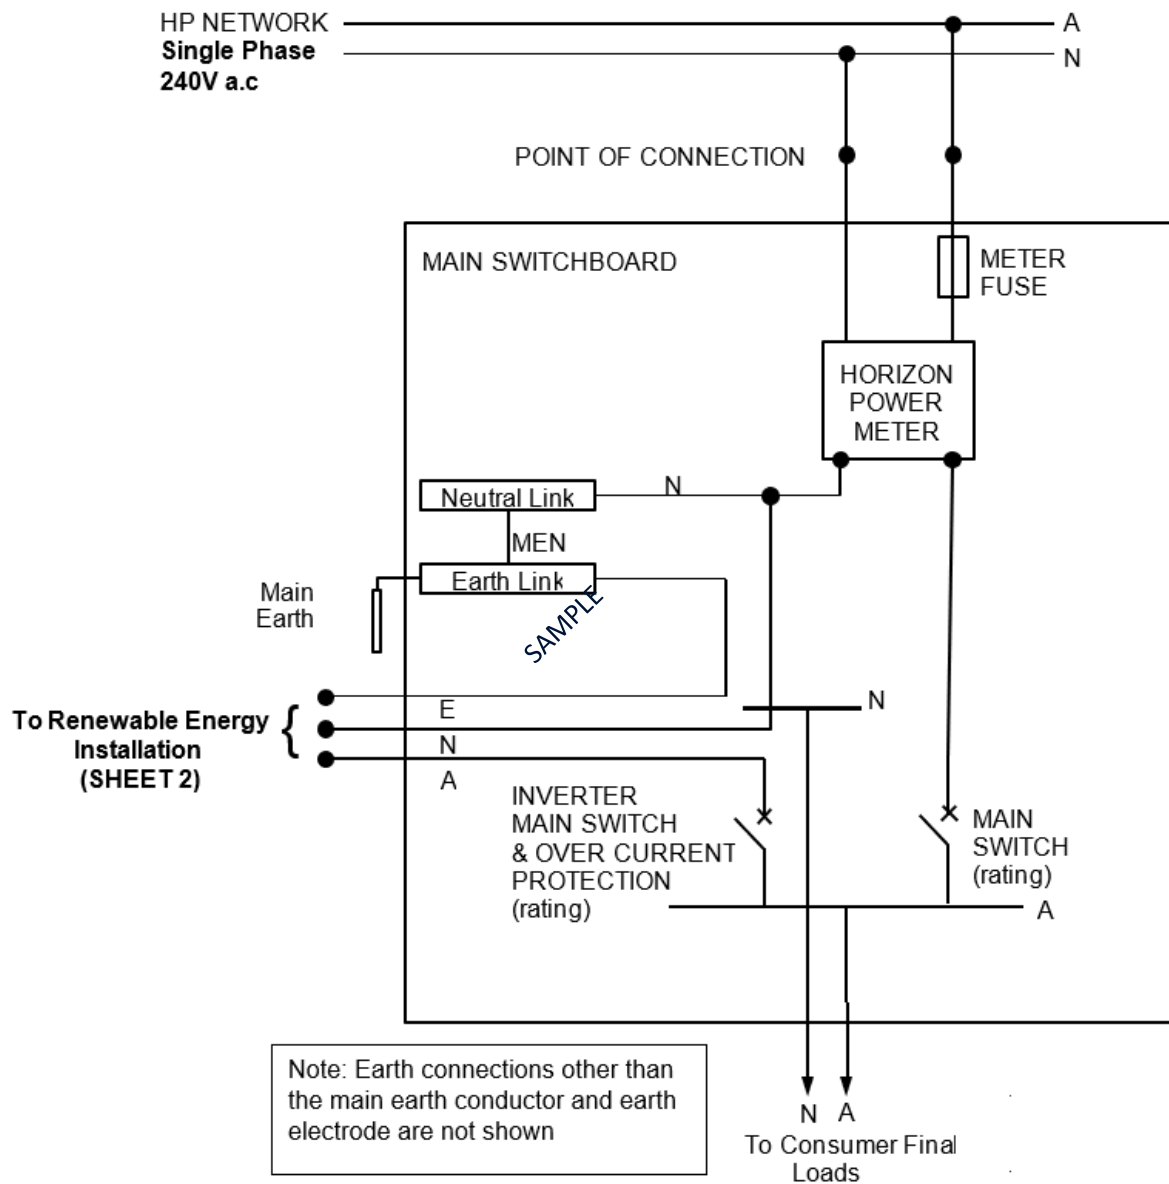 HP NETWORK
Single Phase
240V a.c
A
N
POINT OF CONNECTION
MAIN SWITCHBOARD
METER
FUSE
HORIZON
POWER
METER
Neutral Link
N
MEN
Earth Link
Main
Earth
SAMPLE
To Renewable Energy
Installation
(SHEET 2)
{
E
N
A
N
INVERTER
MAIN SWITCH
& OVER CURRENT
PROTECTION
(rating)
MAIN
SWITCH
(rating)
A
Note: Earth connections other than
the main earth conductor and earth
electrode are not shown
N A
To Consumer Final
Loads